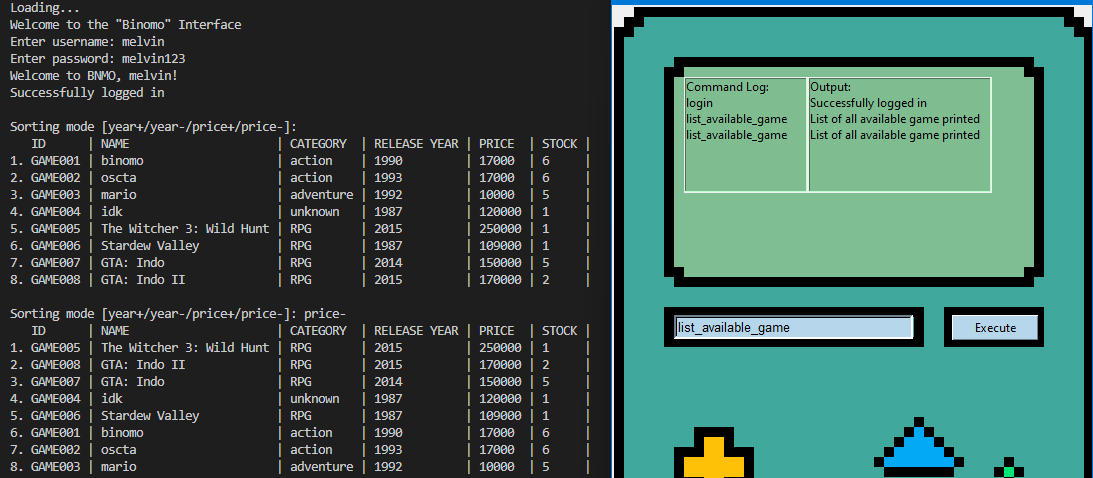 Loading...
Welcome to the "Binomo" Interface
Enter username: melvin
Enter password: melvin123
Welcome to BNMO, melvin!
Successfully logged in
Sorting mode [year+/year-/price+/price-]:
ID | NAME | CATEGORY | RELEASE YEAR | PRICE | STOCK |
1. GAME001 | binomo | action | 1990 | 17000 | 6 |
2. GAME002 | oscta | action | 1993 | 17000 | 6 |
3. GAME003 | mario | adventure | 1992 | 10000 | 5 |
4. GAME004 | idk | unknown | 1987 | 120000 | 1 |
5. GAME005 | The Witcher 3: Wild Hunt | RPG | 2015 | 250000 | 1 |
6. GAME006 | Stardew Valley | RPG | 1987 | 109000 | 1 |
7. GAME007 | GTA: Indo | RPG | 2014 | 150000 | 5 |
8. GAME008 | GTA: Indo II | RPG | 2015 | 170000 | 2 |
Sorting mode [year+/year-/price+/price-]: price-
ID | NAME | CATEGORY | RELEASE YEAR | PRICE | STOCK |
1. GAME005 | The Witcher 3: Wild Hunt | RPG | 2015 | 250000 | 1 |
2. GAME008 | GTA: Indo II | RPG | 2015 | 170000 | 2 |
3. GAME007 | GTA: Indo | RPG | 2014 | 150000 | 5 |
4. GAME004 | idk | unknown | 1987 | 120000 | 1 |
5. GAME006 | Stardew Valley | RPG | 1987 | 109000 | 1 |
6. GAME001 | binomo | action | 1990 | 17000 | 6 |
7. GAME002 | oscta | action | 1993 | 17000 | 6 |
8. GAME003 | mario | adventure | 1992 | 10000 | 5 |
Command Log:
login
list_available_game
list_available_game
Output:
Successfully logged in
List of all available game printed
List of all available game printed
list_available_game
Execute